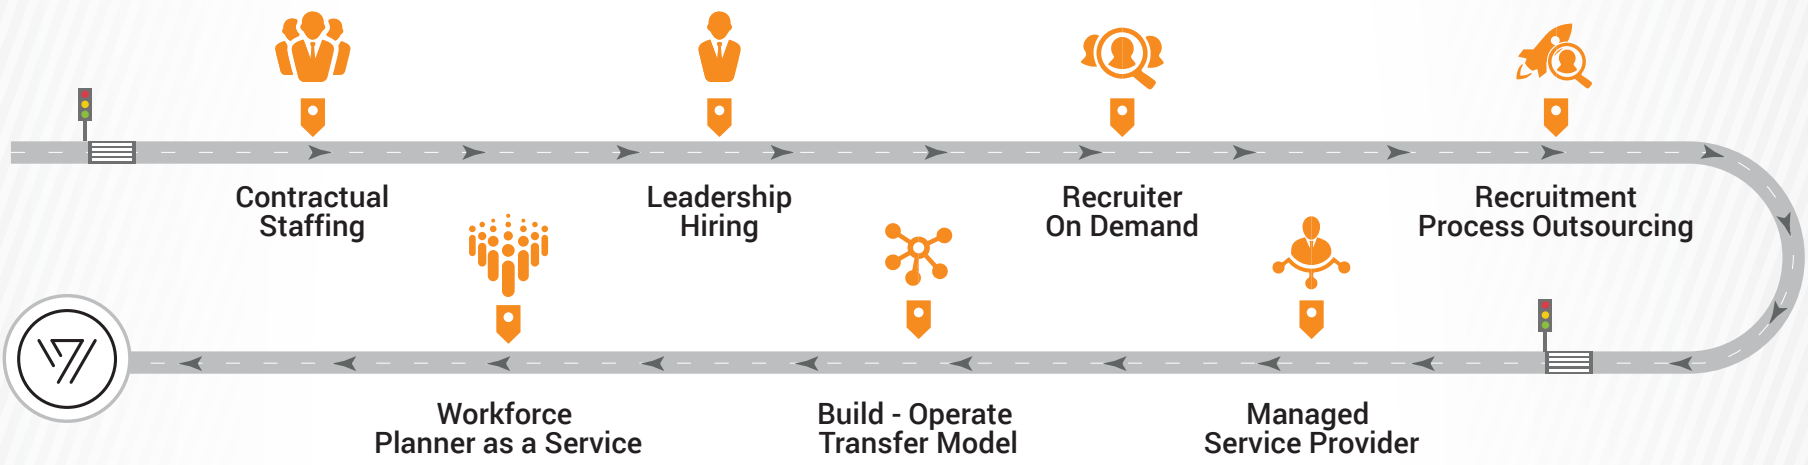 Contractual
Staffing
Leadership
Hiring
Recruiter
On Demand
Recruitment
Process Outsourcing
Managed
Service Provider
Build - Operate
Transfer Model
Workforce
Planner as a Service